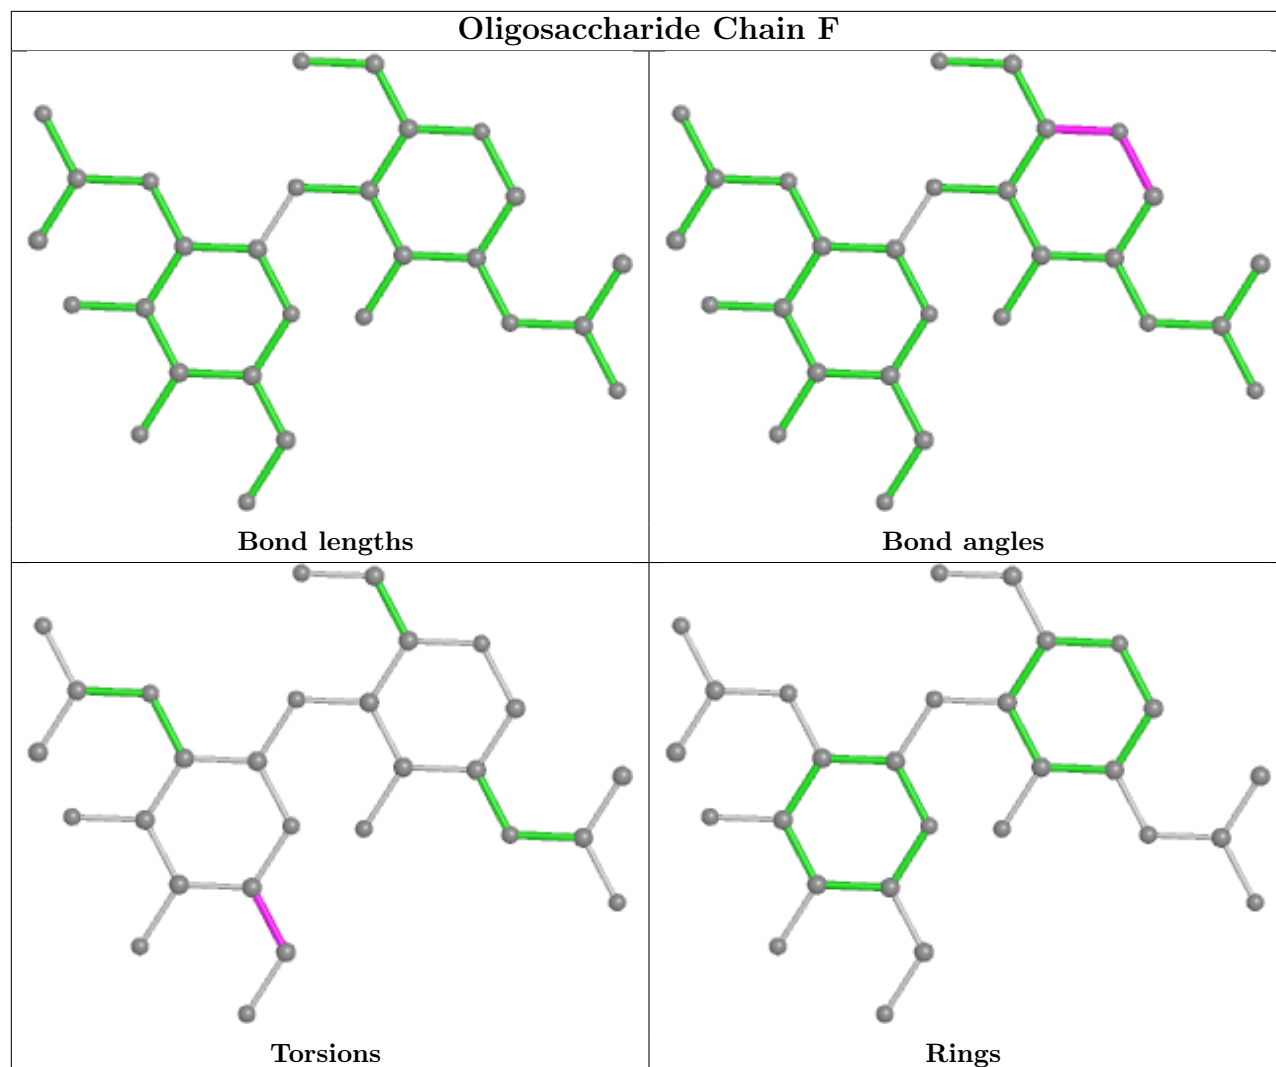 Oligosaccharide Chain F
Bond lengths
Bond angles
Torsions
Rings